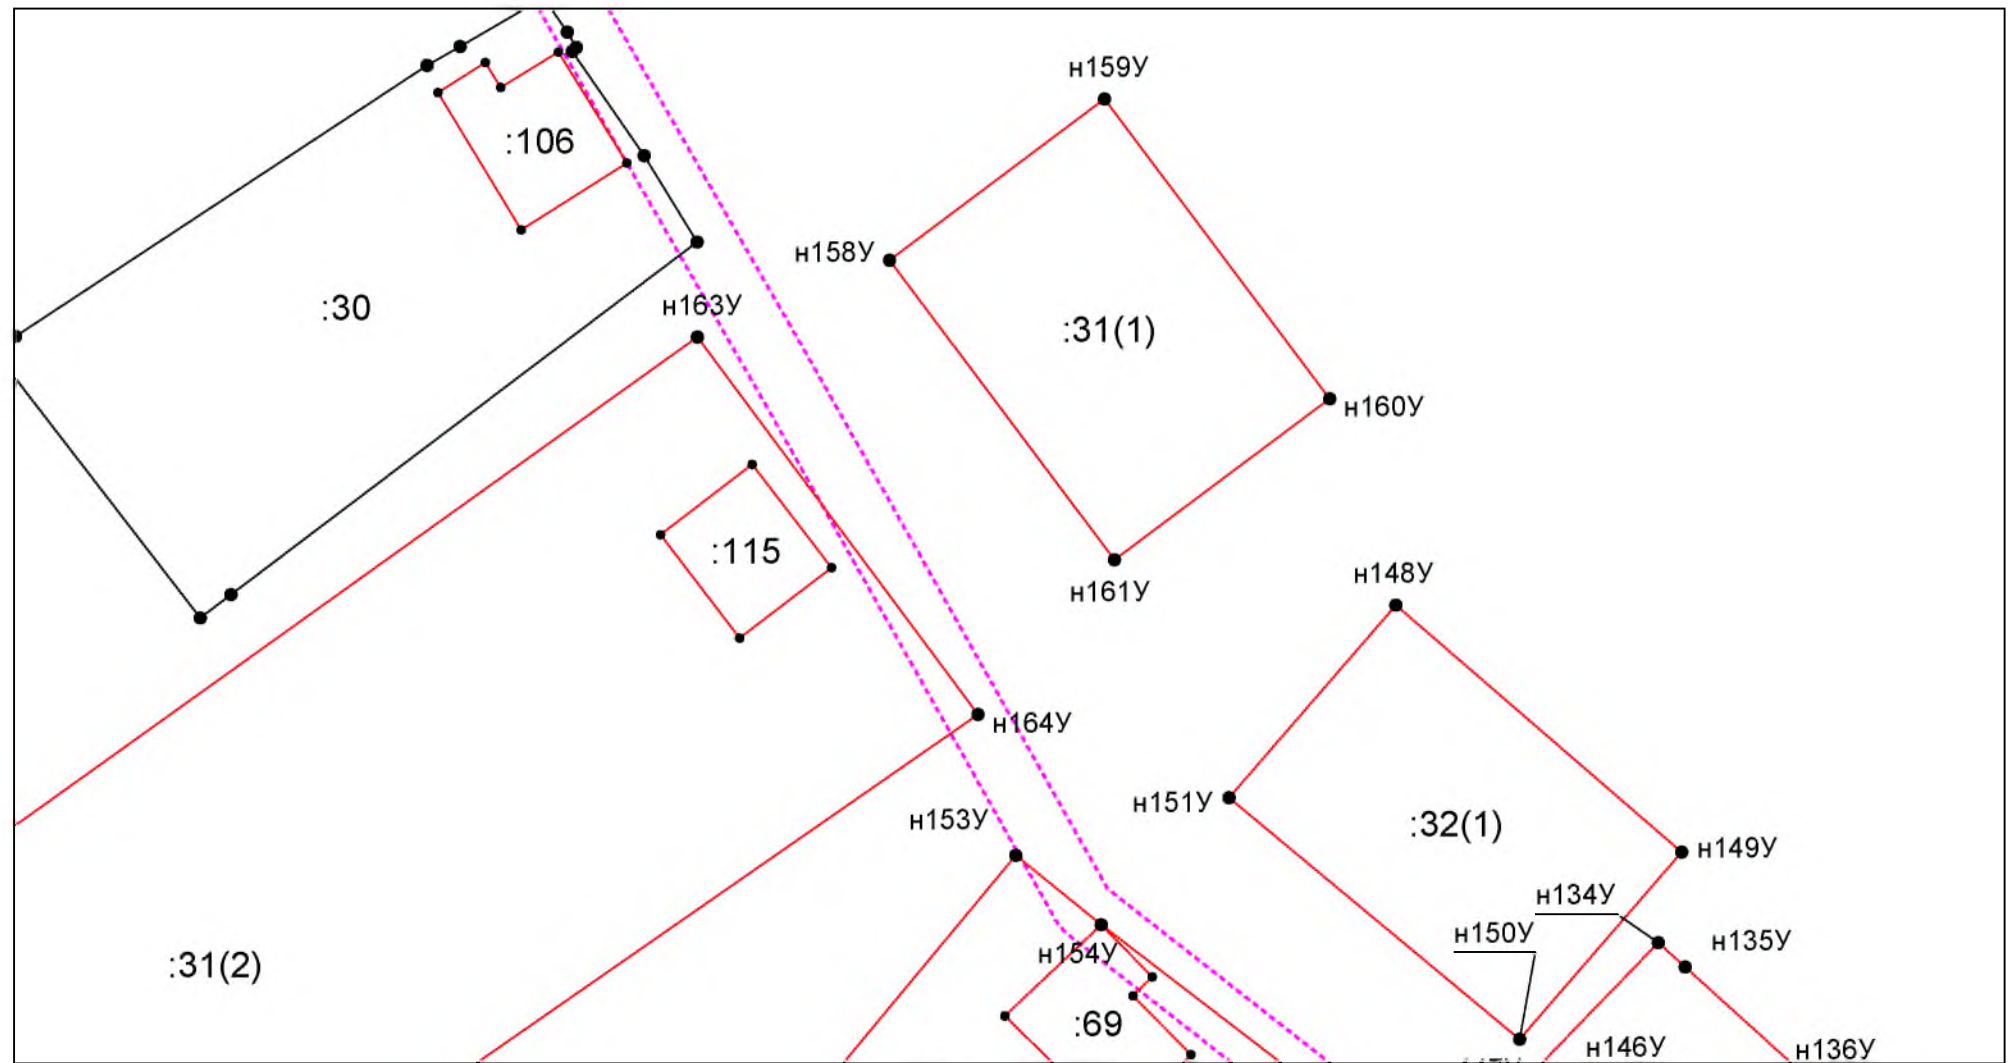 н159У
:106
н158У
:30
н163У
:31(1)
н160У
:115
н161У
н148У
н164У
н151У
н153У
:32(1)
н149У
н134У
н150У
н135У
н154У
:31(2)
:69
н146У
н136У